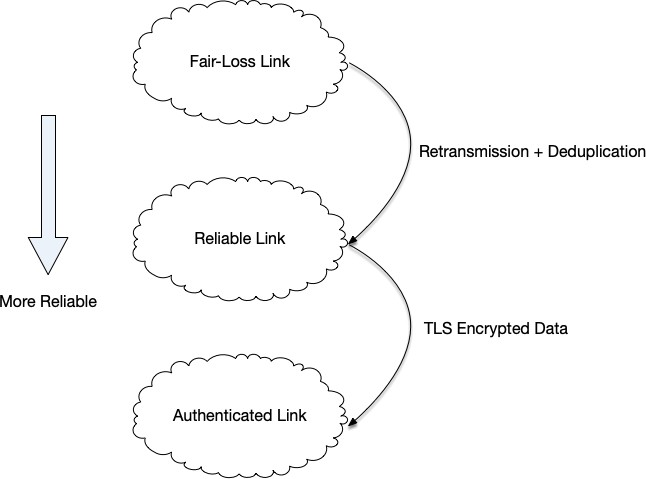 Fair-Loss Link
Retransmission + Deduplication
Reliable Link
More Reliable
TLS Encrypted Data
Authenticated Link